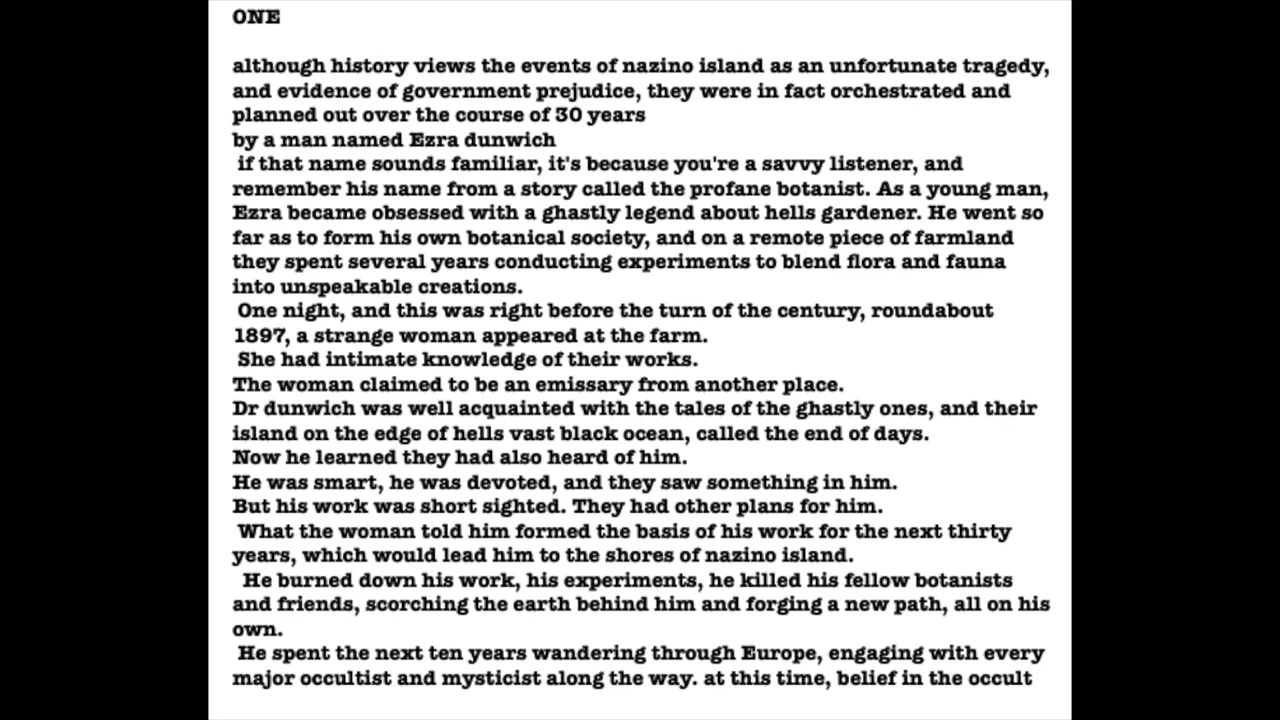 ONE
although history views the events of nazino island as an unfortunate tragedy,
and evidence of government prejudice, they were in fact orchestrated and
planned out over the course of 30 years
by a man named Ezra dunwich
if that name sounds familiar, it's because you're a savvy listener, and
remember his name from a story called the profane botanist. As a young man,
Ezra became obsessed with a ghastly legend about hells gardener. He went so
far as to form his own botanical society, and on a remote piece of farmland
they spent several years conducting experiments to blend flora and fauna
into unspeakable creations.
One night, and this was right before the turn of the century, roundabout
1897, a strange woman appeared at the farm.
She had intimate knowledge of their works.
The woman claimed to be an emissary from another place.
Dr dunwich was well acquainted with the tales of the ghastly ones, and their
island on the edge of hells vast black ocean, called the end of days.
Now he learned they had also heard of him.
He was smart, he was devoted, and they saw something in him.
But his work was short sighted. They had other plans for him.
What the woman told him formed the basis of his work for the next thirty
years, which would lead him to the shores of nazino island.
He burned down his work, his experiments, he killed his fellow botanists
and friends, scorching the earth behind him and forging a new path, all on his
own.
He spent the next ten years wandering through Europe, engaging with every
major occultist and mysticist along the way. at this time, belief in the occult